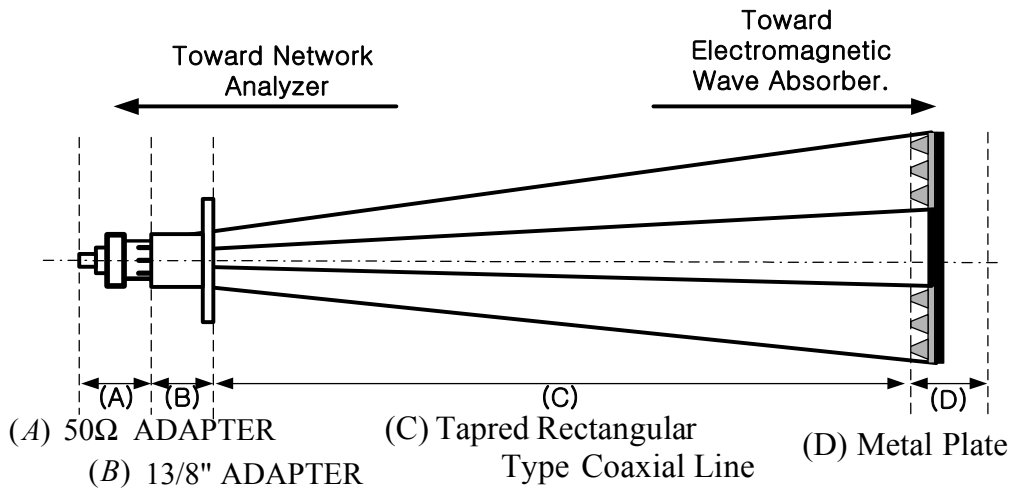 Toward Network
Analyzer
Toward
Electromagnetic
Wave Absorber.
(A)
(B)
(C)
(D)
(A) 50Ω ADAPTER
(B) 13/8" ADAPTER
(C) Tapred Rectangular
Type Coaxial Line
(D) Metal Plate